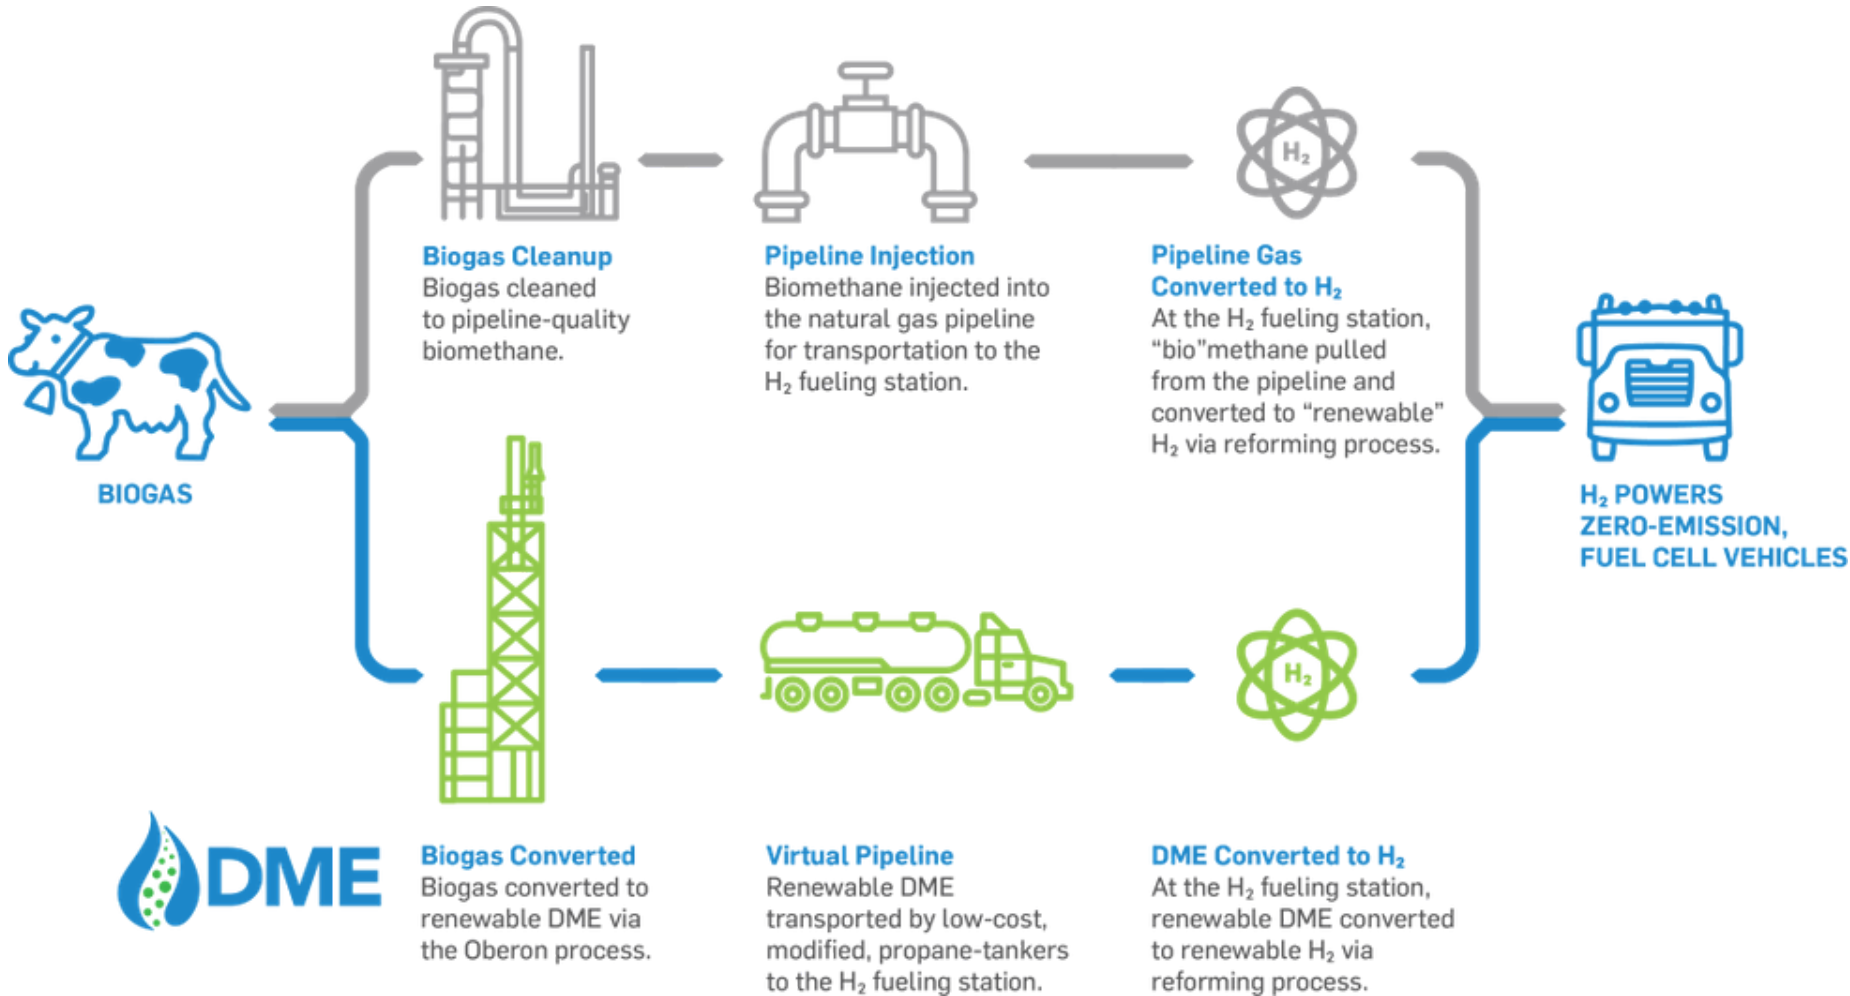 Biogas Cleanup
Biogas cleaned
to pipeline-quality
biomethane.
Pipeline Injection
Biomethane injected into
the natural gas pipeline
for transportation to the
H₂ fueling station.
H₂
Pipeline Gas
Converted to H₂
At the H₂ fueling station,
“bio”methane pulled
from the pipeline and
converted to “renewable”
H₂ via reforming process.
BIOGAS
H₂ POWERS
ZERO-EMISSION,
FUEL CELL VEHICLES
DME
Biogas Converted
Biogas converted to
renewable DME via
the Oberon process.
Virtual Pipeline
Renewable DME
transported by low-cost,
modified, propane-tankers
to the H₂ fueling station.
H₂
DME Converted to H₂
At the H₂ fueling station,
renewable DME converted
to renewable H₂ via
reforming process.